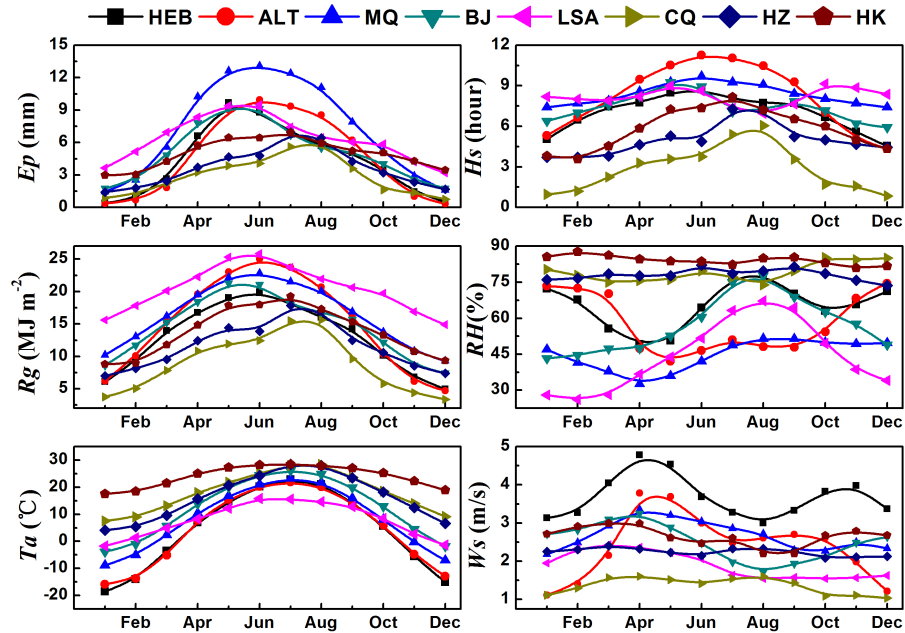 HEB ALT MQ BJ LSA CQ HZ HK
Ep (mm)
15
12
9
6
3
0
Feb Apr Jun Aug Oct Dec
Hs (hour)
12
9
6
3
0
Feb Apr Jun Aug Oct Dec
Rg (MJ m⁻²)
25
20
15
10
5
Feb Apr Jun Aug Oct Dec
RH(%)
90
75
60
45
30
Feb Apr Jun Aug Oct Dec
Ta (℃)
30
20
10
0
-10
-20
Feb Apr Jun Aug Oct Dec
Ws (m/s)
5
4
3
2
1
Feb Apr Jun Aug Oct Dec